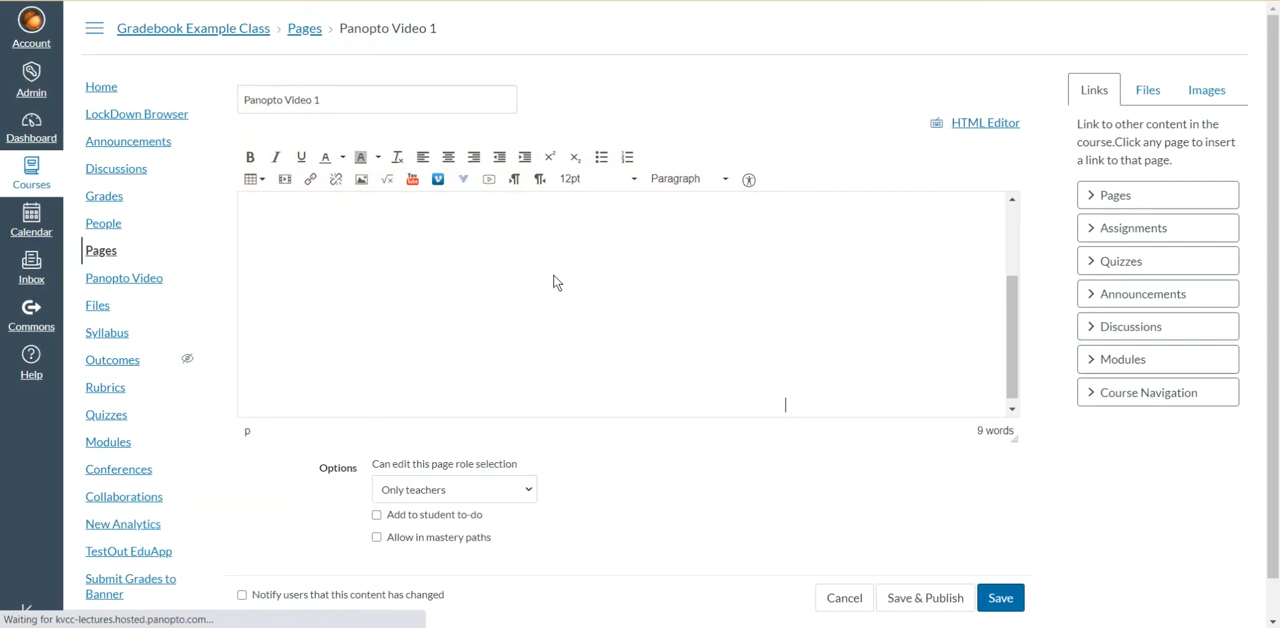 Account
Admin
Dashboard
Courses
Calendar
Inbox
Commons
Help
Gradebook Example Class › Pages › Panopto Video 1
Home
LockDown Browser
Announcements
Discussions
Grades
People
Pages
Panopto Video
Files
Syllabus
Outcomes
Rubrics
Quizzes
Modules
Conferences
Collaborations
New Analytics
TestOut EduApp
Submit Grades to
Banner
Panopto Video 1
HTML Editor
12pt Paragraph
p
9 words
Options
Can edit this page role selection
Only teachers
Add to student to-do
Allow in mastery paths
Notify users that this content has changed
Cancel Save & Publish Save
Links Files Images
Link to other content in the
course.Click any page to insert
a link to that page.
Pages
Assignments
Quizzes
Announcements
Discussions
Modules
Course Navigation
Waiting for kvcc-lectures.hosted.panopto.com...